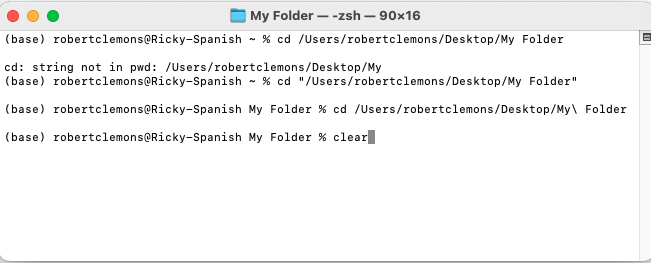 My Folder — -zsh — 90×16
(base) robertclemons@Ricky-Spanish ~ % cd /Users/robertclemons/Desktop/My Folder
cd: string not in pwd: /Users/robertclemons/Desktop/My
(base) robertclemons@Ricky-Spanish ~ % cd "/Users/robertclemons/Desktop/My Folder"
(base) robertclemons@Ricky-Spanish My Folder % cd /Users/robertclemons/Desktop/My\ Folder
(base) robertclemons@Ricky-Spanish My Folder % clear